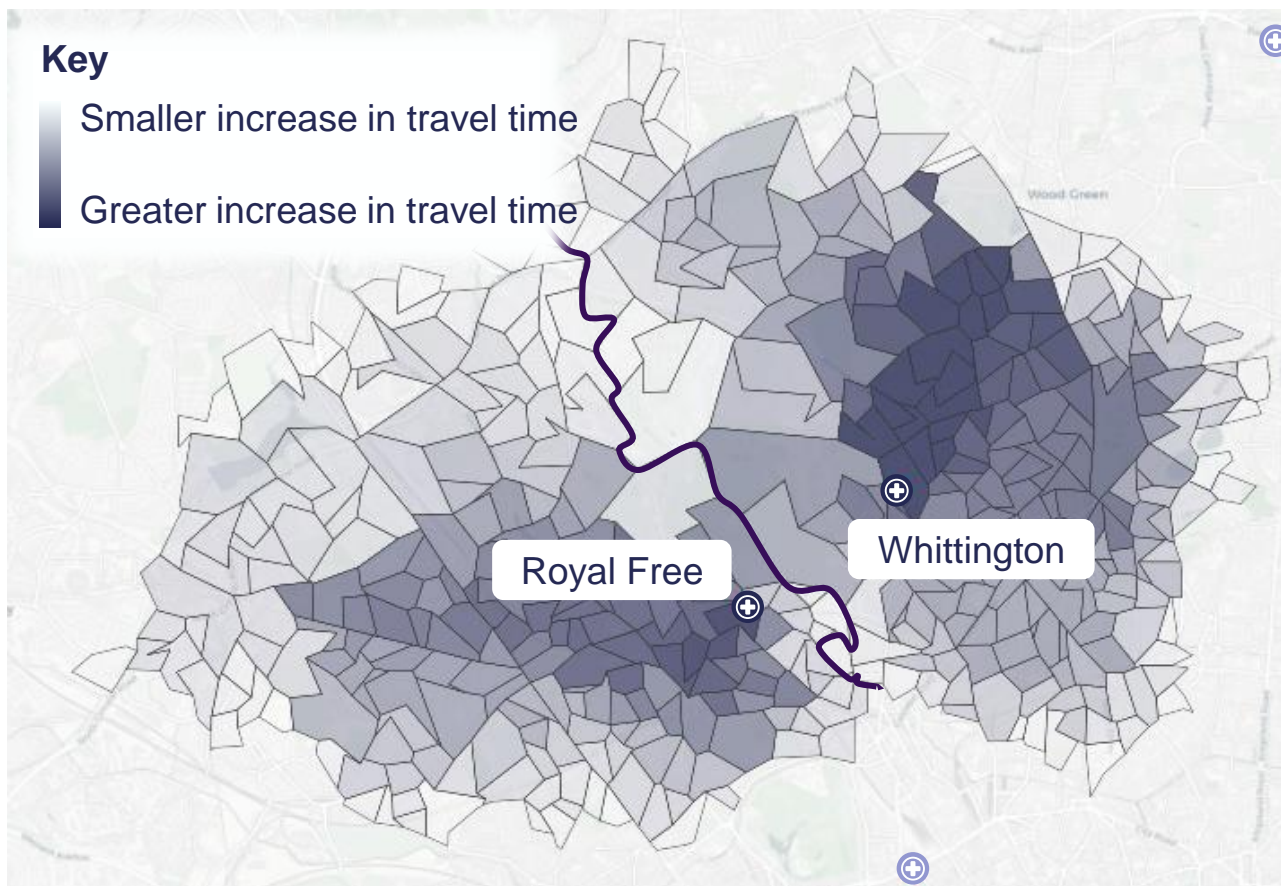 Key
Smaller increase in travel time
Greater increase in travel time
Wood Green
Royal Free
Whittington